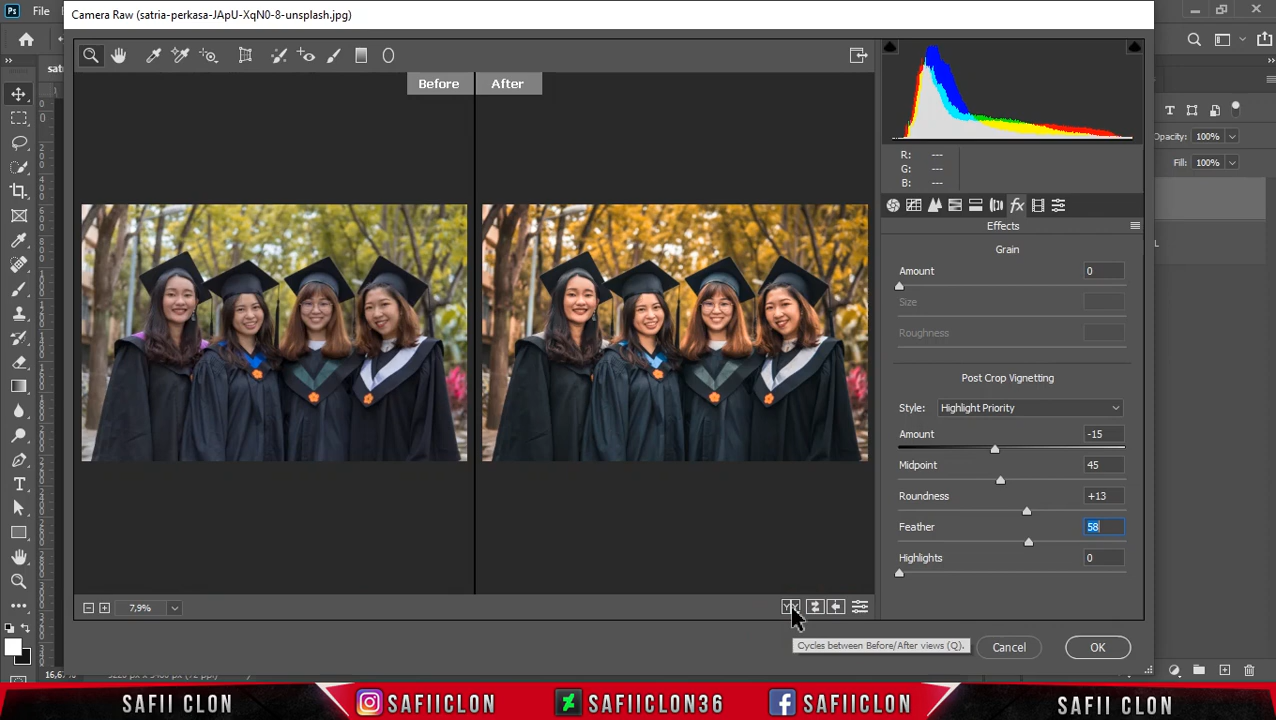 Camera Raw (satria-perkasa-JApU-XqN0-8-unsplash.jpg)
Ps File
Before After
R: ---
G: ---
B: ---
Effects
Grain
Amount 0
Size
Roughness
Post Crop Vignetting
Style: Highlight Priority
Amount -15
Midpoint 45
Roundness +13
Feather 58
Highlights 0
Opacity: 100%
Fill: 100%
7,9%
Cycles between Before/After views (Q).
Cancel OK
SAFII CLON SAFIICLON SAFIICLON36 SAFIICLON SAFII CLON